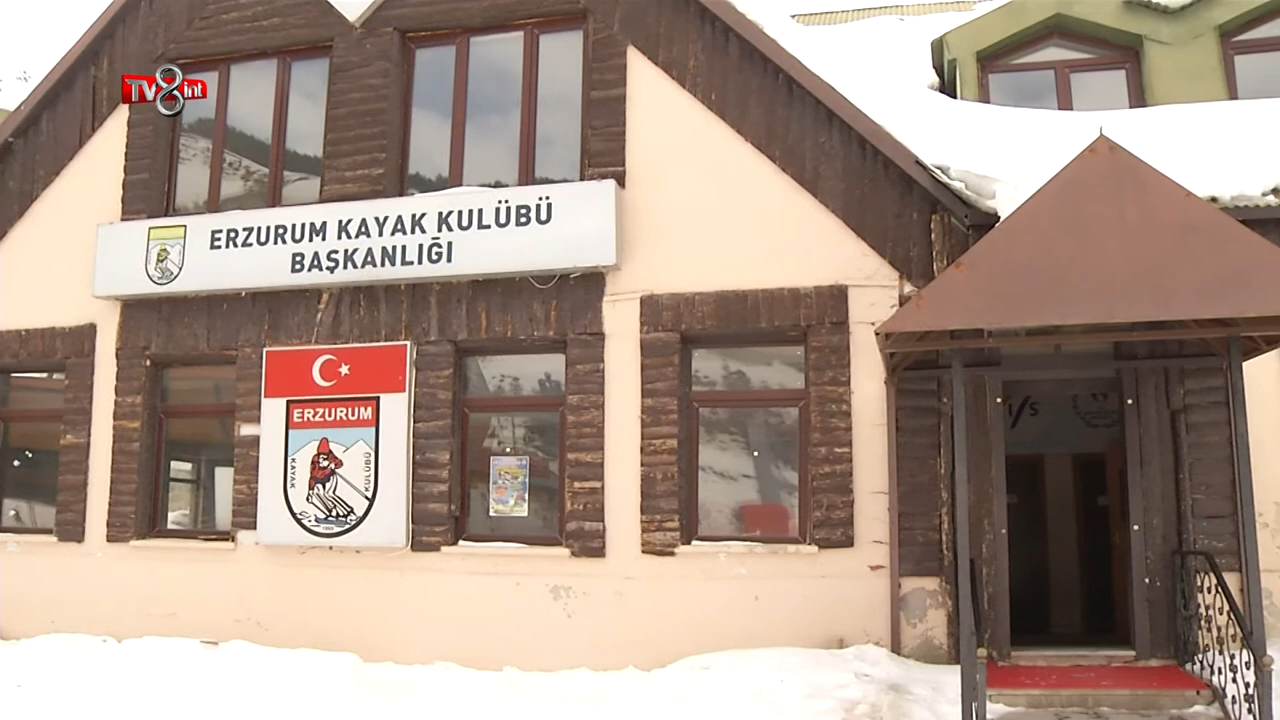 TV8int
ERZURUM KAYAK KULÜBÜ
BAŞKANLIĞI
ERZURUM
KAYAK
KULÜBÜ